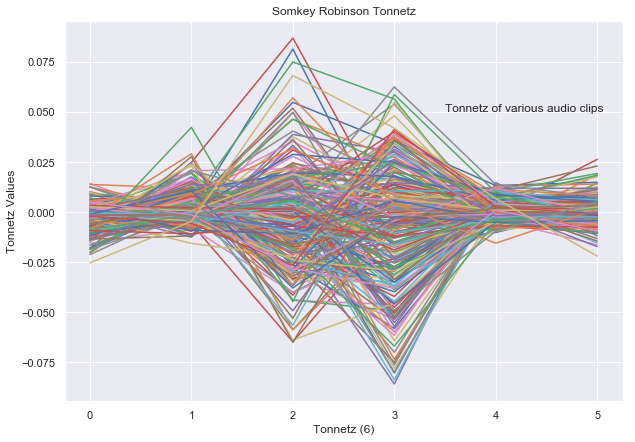 Somkey Robinson Tonnetz
Tonnetz Values
0.075
0.050
0.025
0.000
−0.025
−0.050
−0.075
Tonnetz of various audio clips
0 1 2 3 4 5
Tonnetz (6)